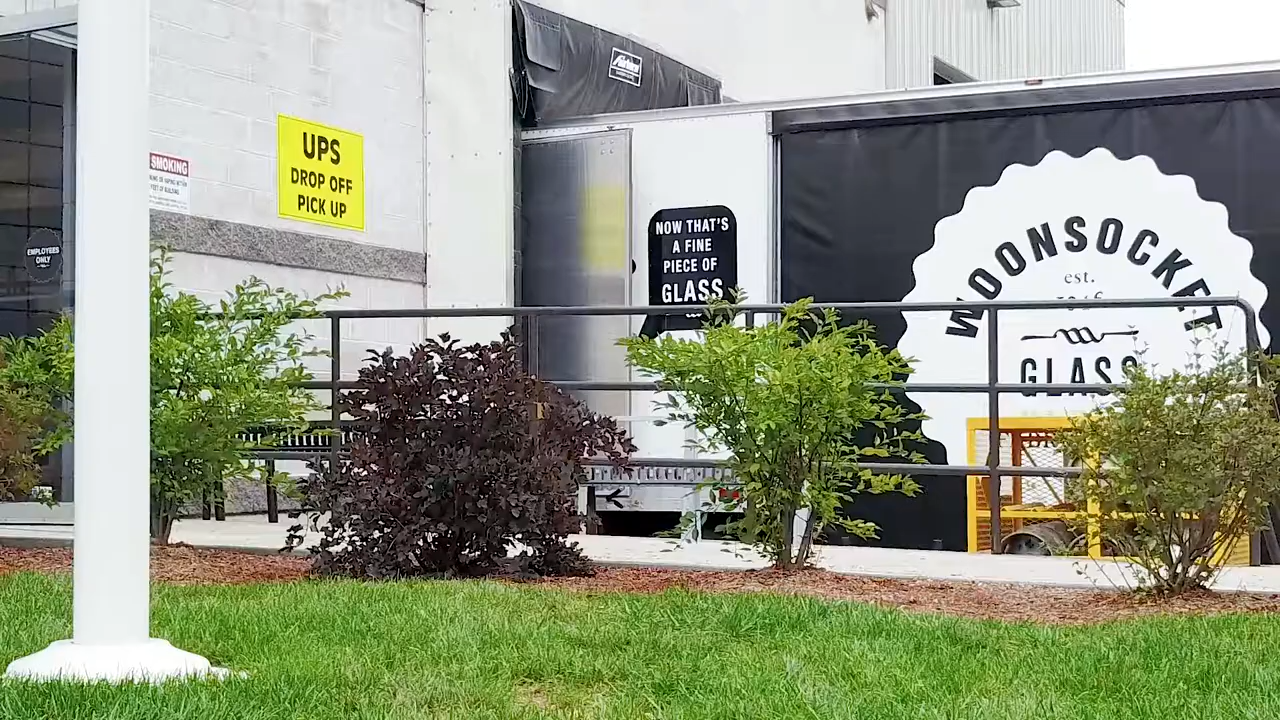 SMOKING
UPS
DROP OFF
PICK UP
EMPLOYEES
ONLY
NOW THAT'S
A FINE
PIECE OF
GLASS
WOONSOCKET
est.
GLASS